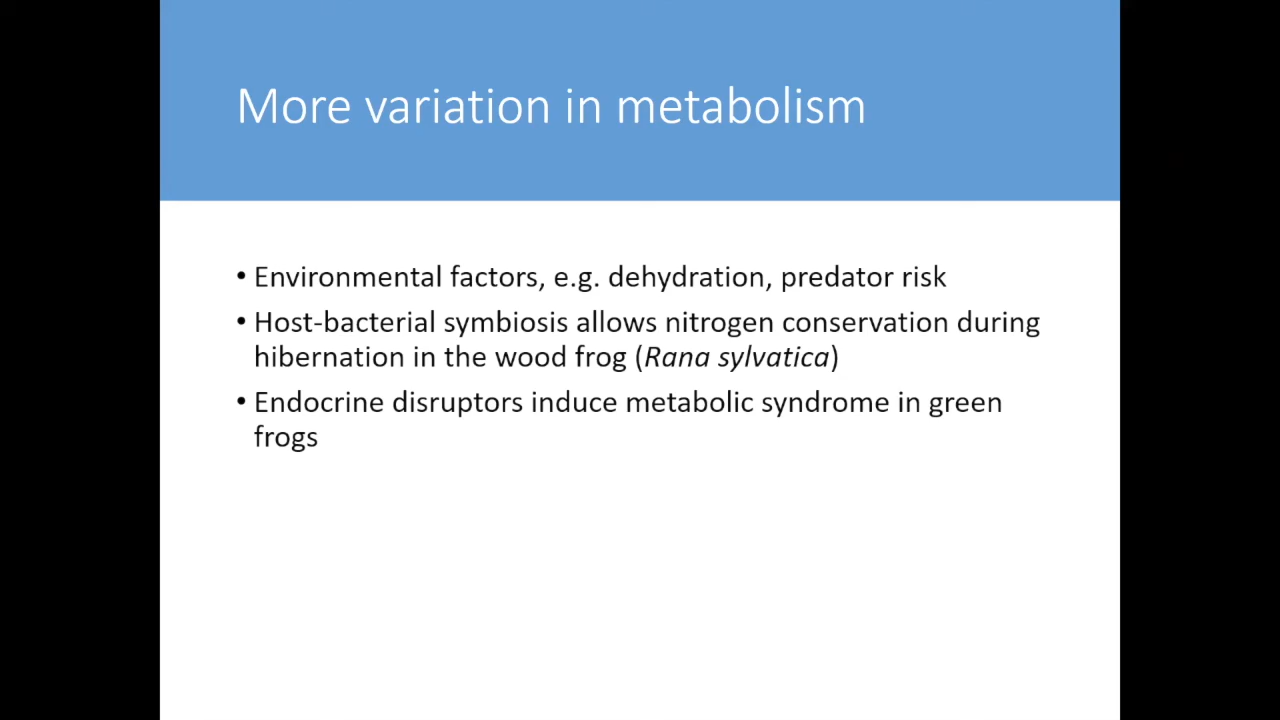 More variation in metabolism
• Environmental factors, e.g. dehydration, predator risk
• Host-bacterial symbiosis allows nitrogen conservation during
hibernation in the wood frog (Rana sylvatica)
• Endocrine disruptors induce metabolic syndrome in green
frogs